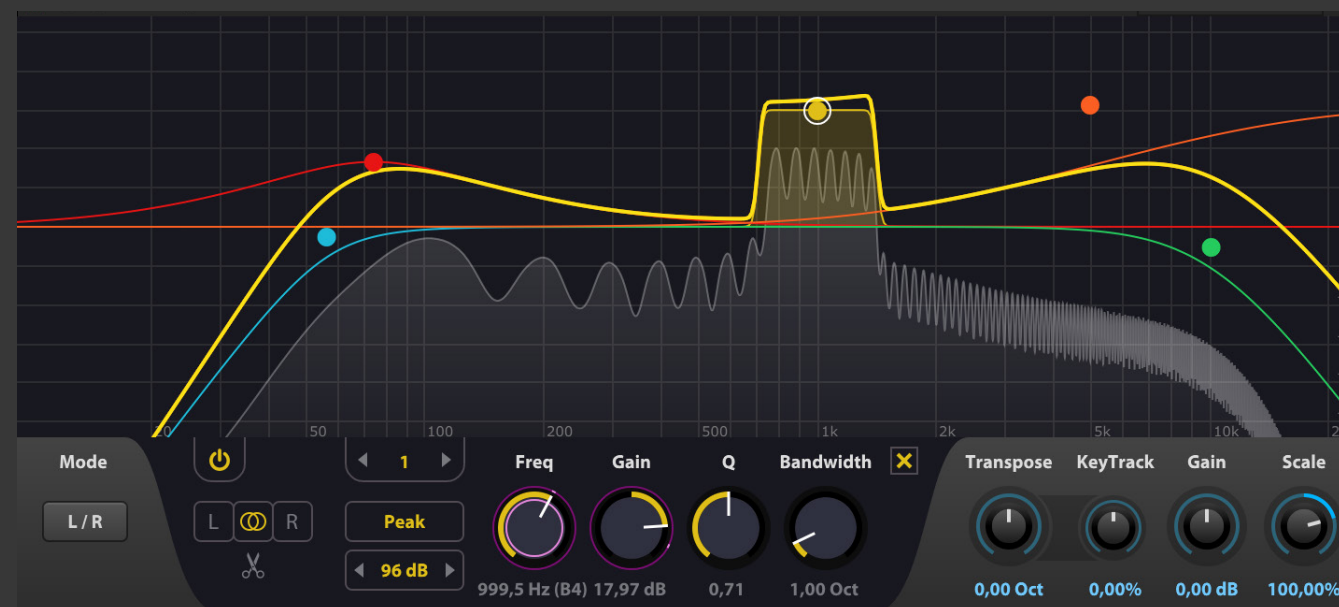 20 50 100 200 500 1k 2k 5k 10k 2
Mode 1 Freq Gain Q Bandwidth Transpose KeyTrack Gain Scale
L / R L R Peak
96 dB
999,5 Hz (B4) 17,97 dB 0,71 1,00 Oct 0,00 Oct 0,00% 0,00 dB 100,00%